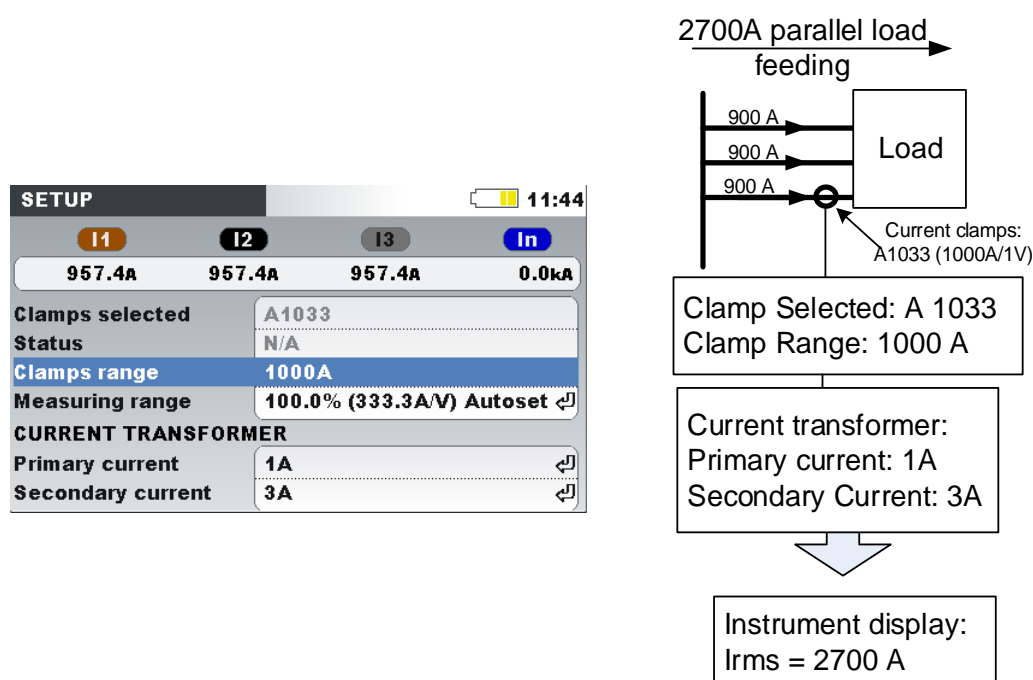 SETUP
11:44
I1 I2 I3 In
957.4A 957.4A 957.4A 0.0kA
Clamps selected A1033
Status N/A
Clamps range 1000A
Measuring range 100.0% (333.3A/V) Autoset
CURRENT TRANSFORMER
Primary current 1A
Secondary current 3A
2700A parallel load
feeding
900 A
900 A
900 A
Load
Current clamps:
A1033 (1000A/1V)
Clamp Selected: A 1033
Clamp Range: 1000 A
Current transformer:
Primary current: 1A
Secondary Current: 3A
Instrument display:
Irms = 2700 A